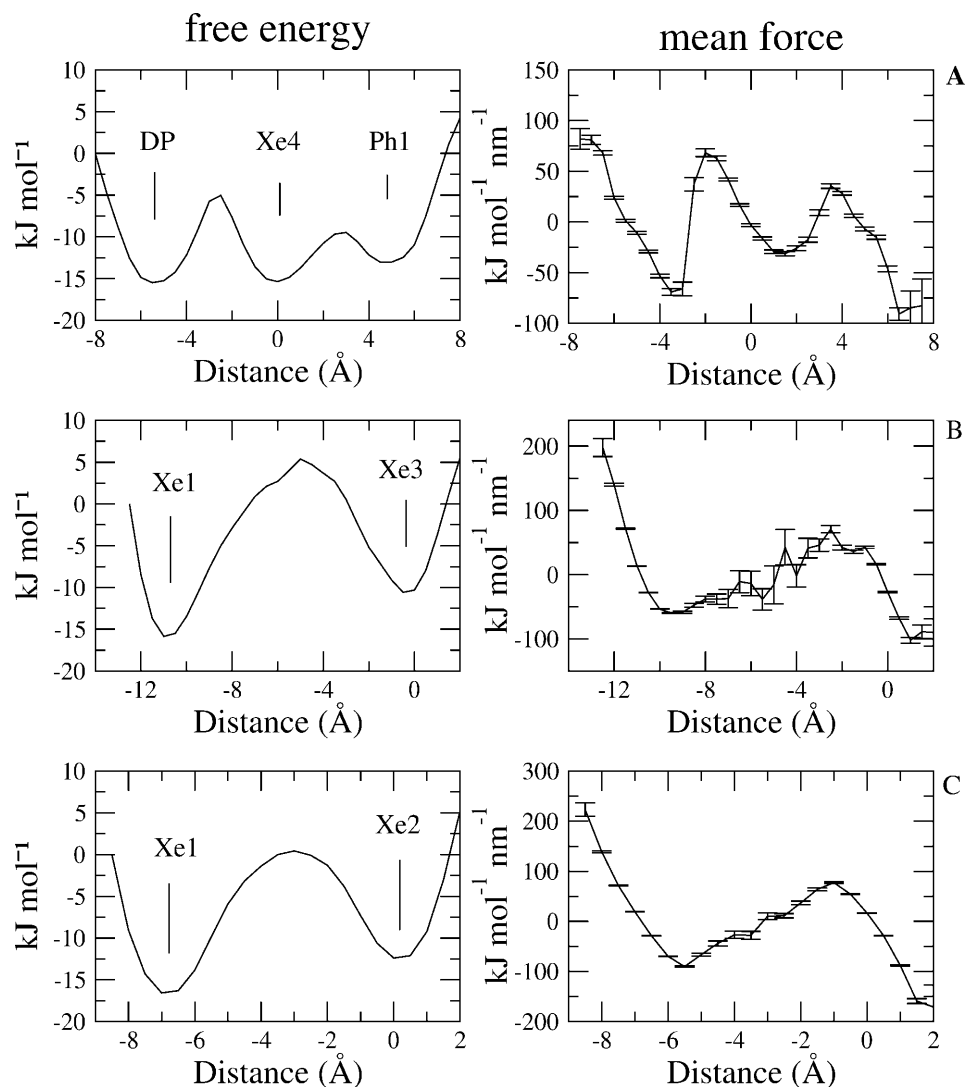 free energy
mean force
A
10
5
0
-5
-10
-15
-20
kJ mol⁻¹
DP
Xe4
Ph1
-8
-4
0
4
8
Distance (Å)
150
100
50
0
-50
-100
kJ mol⁻¹ nm⁻¹
-8
-4
0
4
8
Distance (Å)
B
10
5
0
-5
-10
-15
-20
kJ mol⁻¹
Xe1
Xe3
-12
-8
-4
0
Distance (Å)
200
100
0
-100
kJ mol⁻¹ nm⁻¹
-12
-8
-4
0
Distance (Å)
C
10
5
0
-5
-10
-15
-20
kJ mol⁻¹
Xe1
Xe2
-8
-6
-4
-2
0
2
Distance (Å)
300
200
100
0
-100
-200
kJ mol⁻¹ nm⁻¹
-8
-6
-4
-2
0
2
Distance (Å)